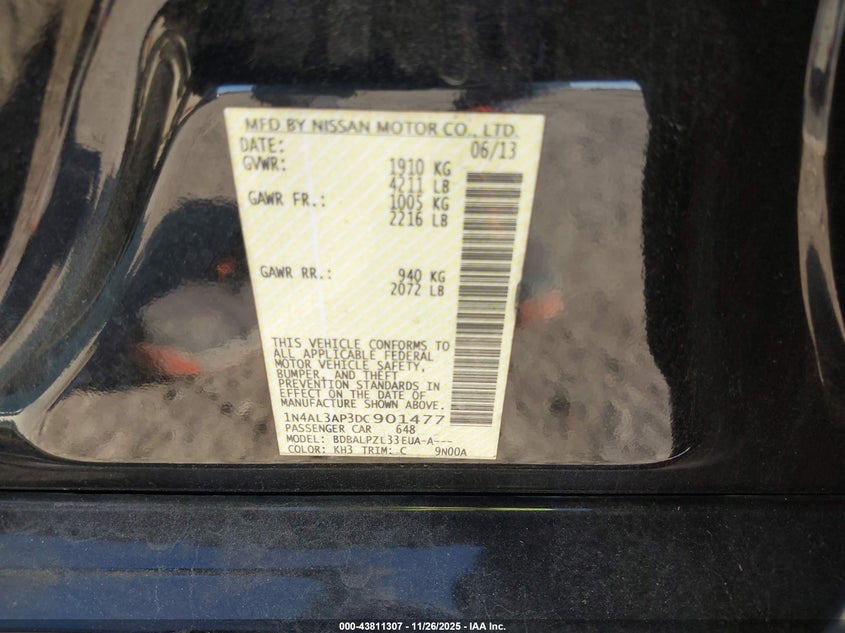 MFD BY NISSAN MOTOR CO., LTD.
DATE: 06/13
GVWR: 1910 KG
4211 LB
GAWR FR.: 1005 KG
2216 LB
GAWR RR.: 940 KG
2072 LB
THIS VEHICLE CONFORMS TO
ALL APPLICABLE FEDERAL
MOTOR VEHICLE SAFETY,
BUMPER, AND THEFT
PREVENTION STANDARDS IN
EFFECT ON THE DATE OF
MANUFACTURE SHOWN ABOVE.
1N4AL3AP3DC901477
PASSENGER CAR 648
MODEL: BDBALPZL33EUA-A---
COLOR: KH3 TRIM: C 9N00A
000-43811307 - 11/26/2025 - IAA Inc.